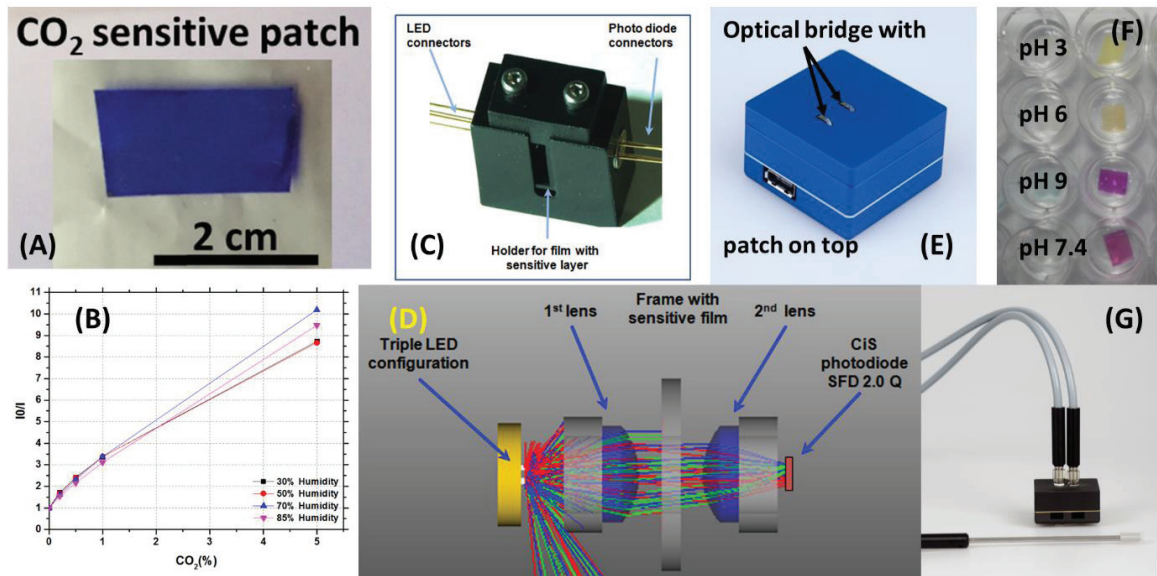 CO2 sensitive patch
(A)
2 cm
LED
connectors
Photo diode
connectors
(C)
Holder for film with
sensitive layer
Optical bridge with
patch on top
(E)
(F)
pH 3
pH 6
pH 9
pH 7.4
(B)
I0/I
11
10
9
8
7
6
5
4
3
2
1
0
0 1 2 3 4 5
CO2(%)
30% Humidity
50% Humidity
70% Humidity
85% Humidity
(D)
Triple LED
configuration
1st lens
Frame with
sensitive film
2nd lens
CiS
photodiode
SFD 2.0 Q
(G)